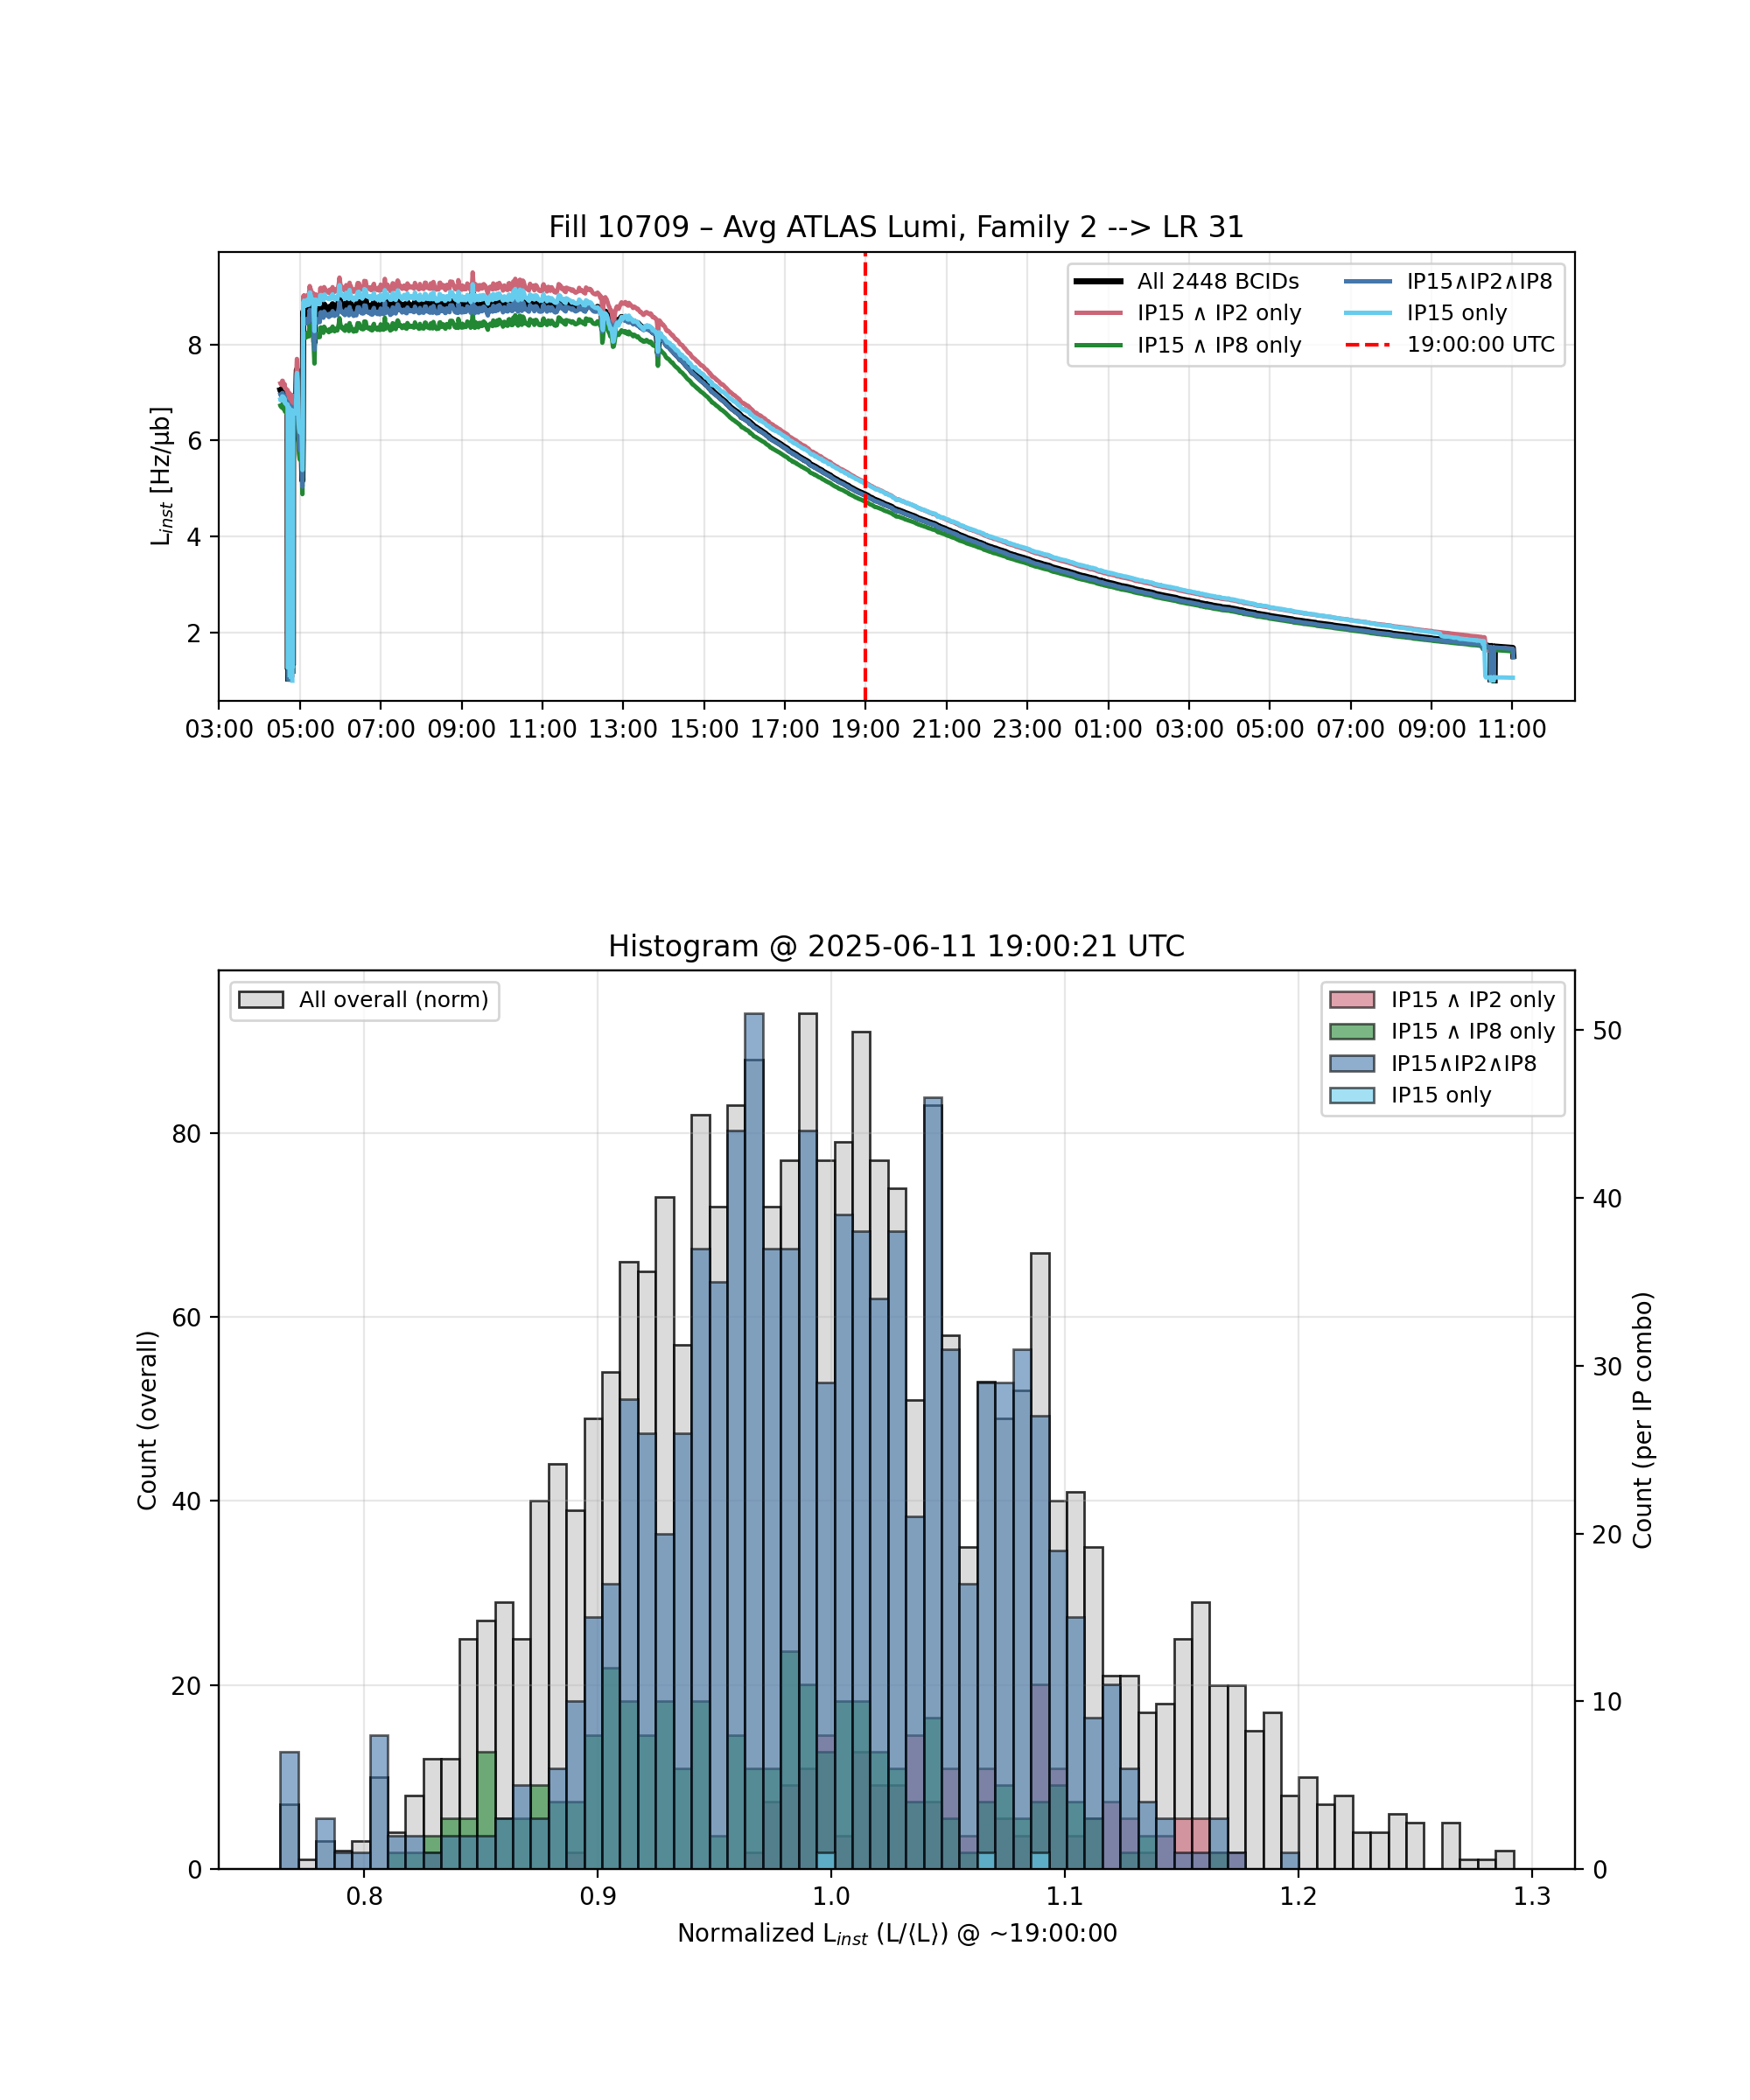 Fill 10709 – Avg ATLAS Lumi, Family 2 --> LR 31
All 2448 BCIDs
IP15 ∧ IP2 only
IP15 ∧ IP8 only
IP15∧IP2∧IP8
IP15 only
19:00:00 UTC
L_inst [Hz/μb]
8
6
4
2
03:00 05:00 07:00 09:00 11:00 13:00 15:00 17:00 19:00 21:00 23:00 01:00 03:00 05:00 07:00 09:00 11:00
Histogram @ 2025-06-11 19:00:21 UTC
All overall (norm)
IP15 ∧ IP2 only
IP15 ∧ IP8 only
IP15∧IP2∧IP8
IP15 only
Count (overall)
80
60
40
20
0
Count (per IP combo)
50
40
30
20
10
0
0.8 0.9 1.0 1.1 1.2 1.3
Normalized L_inst (L/⟨L⟩) @ ~19:00:00